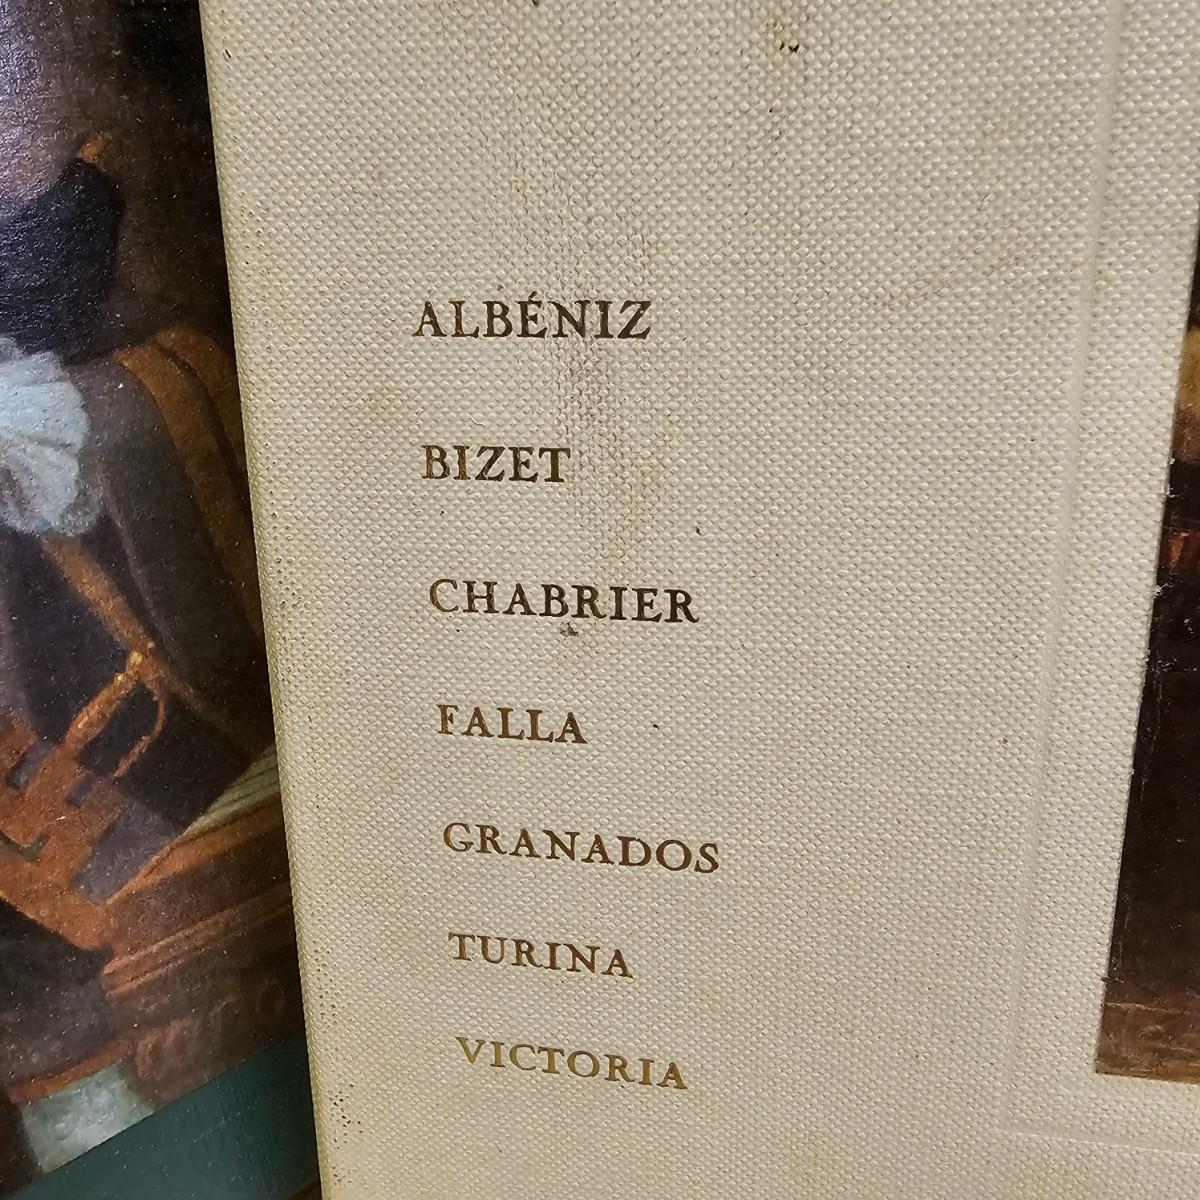 ALBÉNIZ
BIZET
CHABRIER
FALLA
GRANADOS
TURINA
VICTORIA